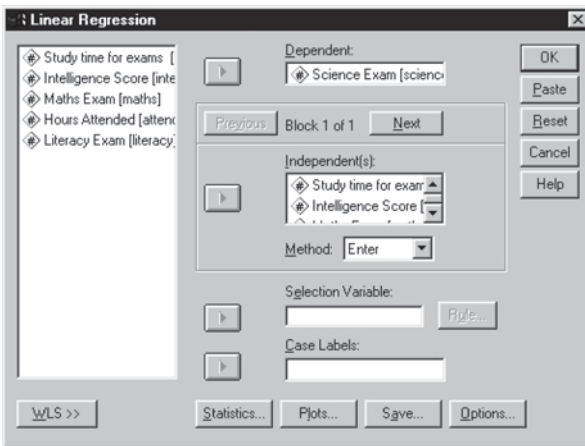 Linear Regression
Study time for exams [
Intelligence Score [inte
Maths Exam [maths]
Hours Attended [attend
Literacy Exam [literacy]
Dependent:
Science Exam [scienc
Previous
Block 1 of 1
Next
Independent(s):
Study time for exam
Intelligence Score [
Method:
Enter
Selection Variable:
Rule...
Case Labels:
WLS >>
Statistics...
Plots...
Save...
Options...
OK
Paste
Reset
Cancel
Help